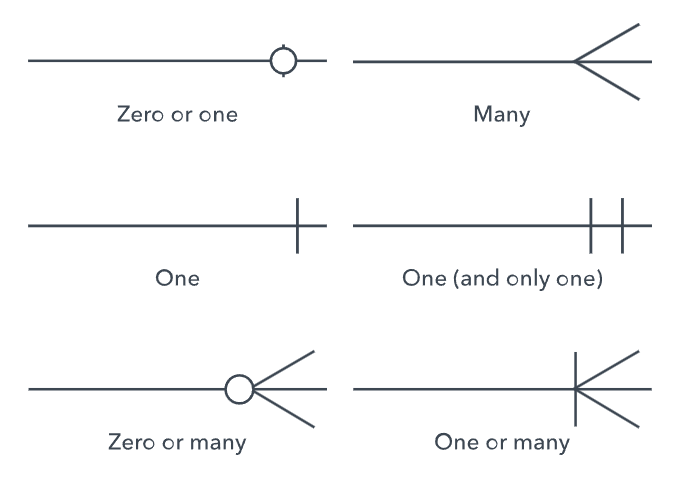 Zero or one
Many
One
One (and only one)
Zero or many
One or many